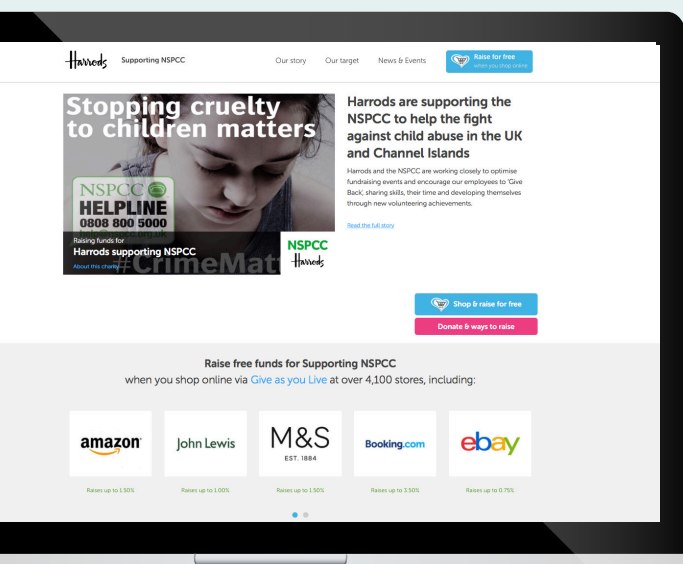 Harrods
Supporting NSPCC
Our story
Our target
News & Events
Raise for free
when you shop online
Stopping cruelty
to children matters
NSPCC
HELPLINE
0808 800 5000
help@nspcc.org.uk
Raising funds for
Harrods supporting NSPCC
About this charity
#CrimeMatt
NSPCC
Harrods
Harrods are supporting the
NSPCC to help the fight
against child abuse in the UK
and Channel Islands
Harrods and the NSPCC are working closely to optimise
fundraising events and encourage our employees to 'Give
Back', sharing skills, their time and developing themselves
through new volunteering achievements.
Read the full story
Shop & raise for free
Donate & ways to raise
Raise free funds for Supporting NSPCC
when you shop online via Give as you Live at over 4,100 stores, including:
amazon
John Lewis
M&S
EST. 1884
Booking.com
ebay
Raises up to 1.50%
Raises up to 1.00%
Raises up to 1.50%
Raises up to 3.50%
Raises up to 0.75%